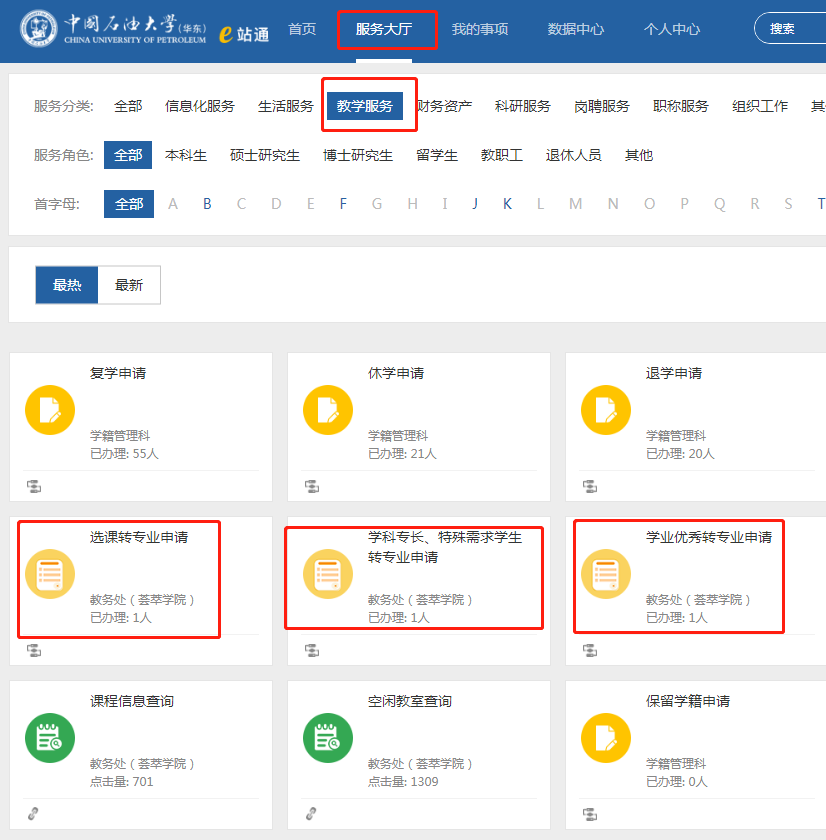 中国石油大学(华东)
CHINA UNIVERSITY OF PETROLEUM
e站通
首页 服务大厅 我的事项 数据中心 个人中心 搜索
服务分类: 全部 信息化服务 生活服务 教学服务 财务资产 科研服务 岗聘服务 职称服务 组织工作 其
服务角色: 全部 本科生 硕士研究生 博士研究生 留学生 教职工 退休人员 其他
首字母: 全部 A B C D E F G H I J K L M N O P Q R S T
最热 最新
复学申请
学籍管理科
已办理: 55人
休学申请
学籍管理科
已办理: 21人
退学申请
学籍管理科
已办理: 20人
选课转专业申请
教务处（荟萃学院）
已办理: 1人
学科专长、特殊需求学生
转专业申请
教务处（荟萃学院）
已办理: 1人
学业优秀转专业申请
教务处（荟萃学院）
已办理: 1人
课程信息查询
教务处（荟萃学院）
点击量: 701
空闲教室查询
教务处（荟萃学院）
点击量: 1309
保留学籍申请
学籍管理科
已办理: 0人